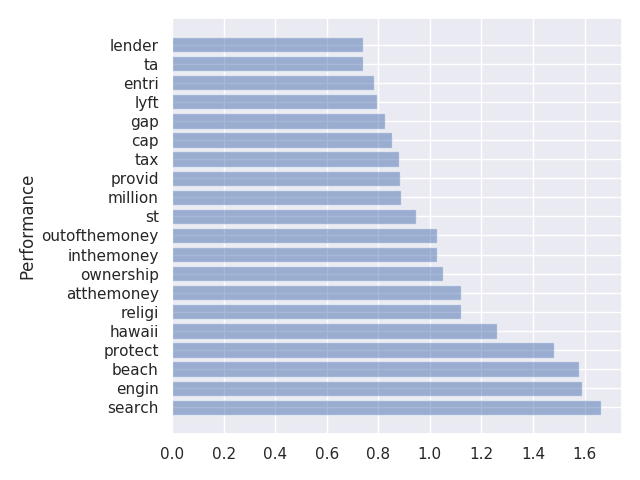 Performance
lender
ta
entri
lyft
gap
cap
tax
provid
million
st
outofthemoney
inthemoney
ownership
atthemoney
religi
hawaii
protect
beach
engin
search
0.0 0.2 0.4 0.6 0.8 1.0 1.2 1.4 1.6